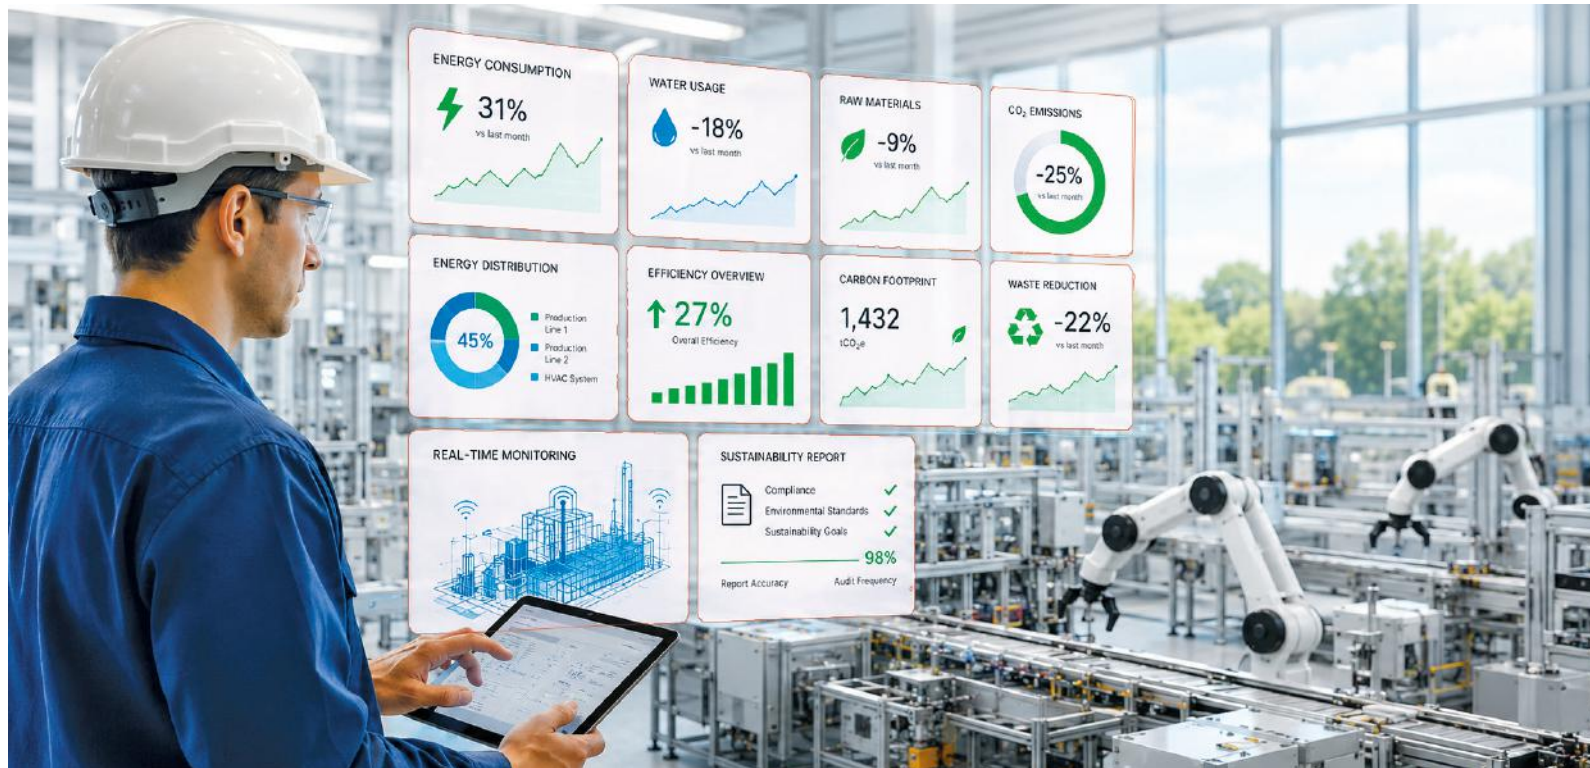 ENERGY CONSUMPTION
31%
vs last month
WATER USAGE
-18%
vs last month
RAW MATERIALS
-9%
vs last month
CO₂ EMISSIONS
-25%
vs last month
ENERGY DISTRIBUTION
45%
Production
Line 1
Production
Line 2
HVAC System
EFFICIENCY OVERVIEW
27%
Overall Efficiency
CARBON FOOTPRINT
1,432
tCO₂e
WASTE REDUCTION
-22%
vs last month
REAL-TIME MONITORING
SUSTAINABILITY REPORT
Compliance
Environmental Standards
Sustainability Goals
98%
Report Accuracy
Audit Frequency